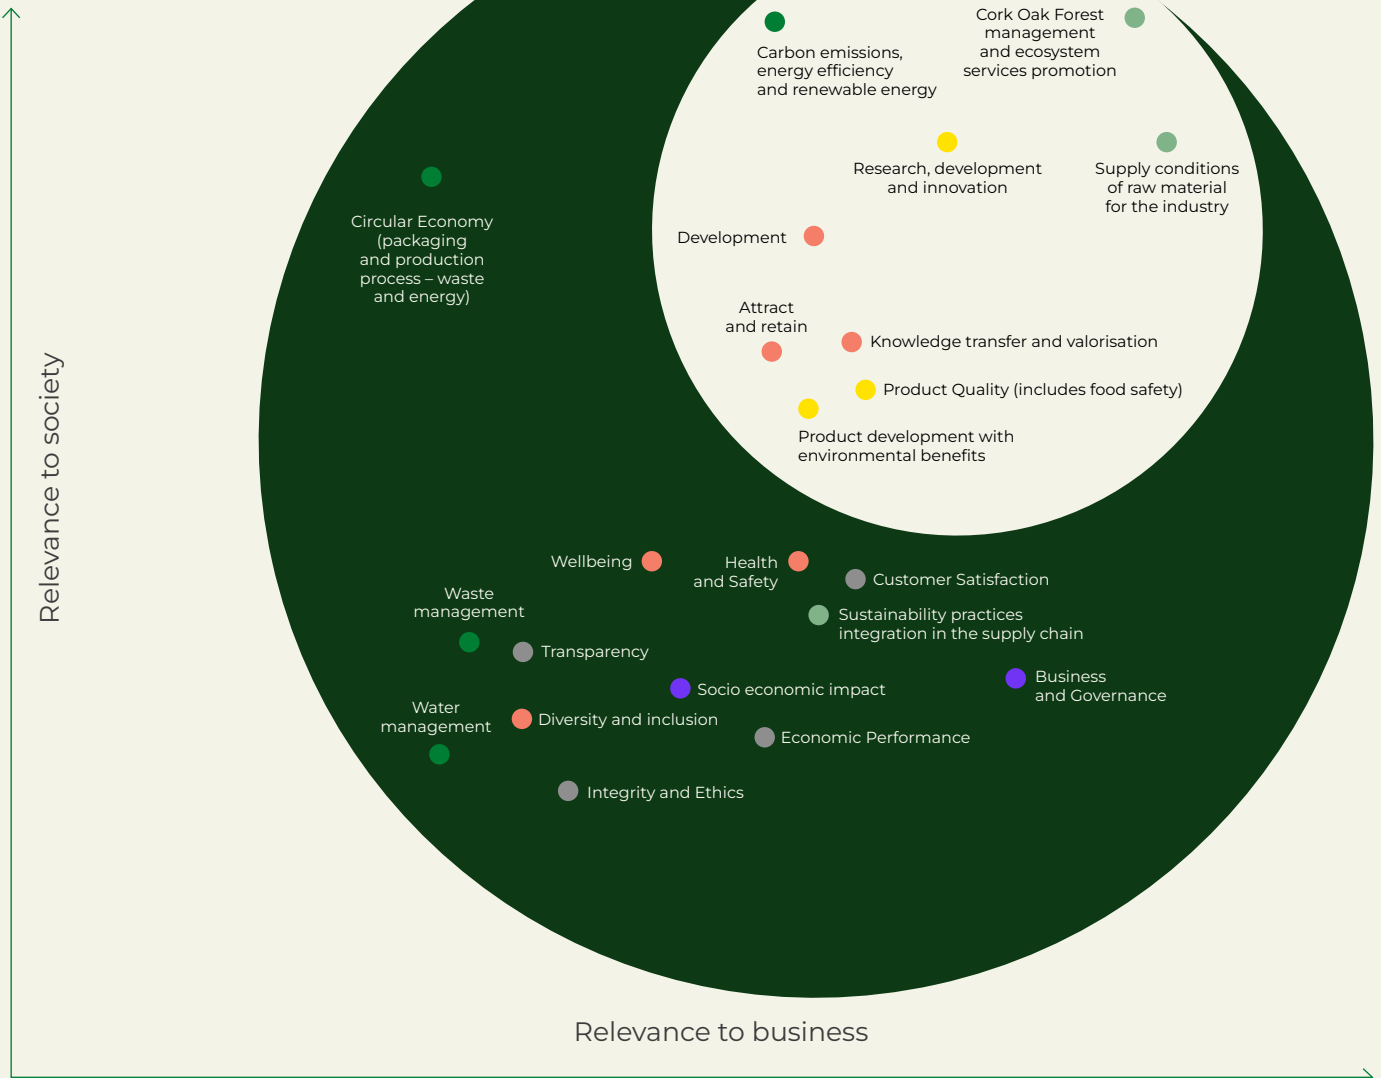 Cork Oak Forest
management
and ecosystem
services promotion
Carbon emissions,
energy efficiency
and renewable energy
Research, development
and innovation
Supply conditions
of raw material
for the industry
Circular Economy
(packaging
and production
process – waste
and energy)
Development
Attract
and retain
Knowledge transfer and valorisation
Product Quality (includes food safety)
Product development with
environmental benefits
Relevance to society
Wellbeing
Health
and Safety
Customer Satisfaction
Waste
management
Sustainability practices
integration in the supply chain
Transparency
Socio economic impact
Business
and Governance
Water
management
Diversity and inclusion
Economic Performance
Integrity and Ethics
Relevance to business